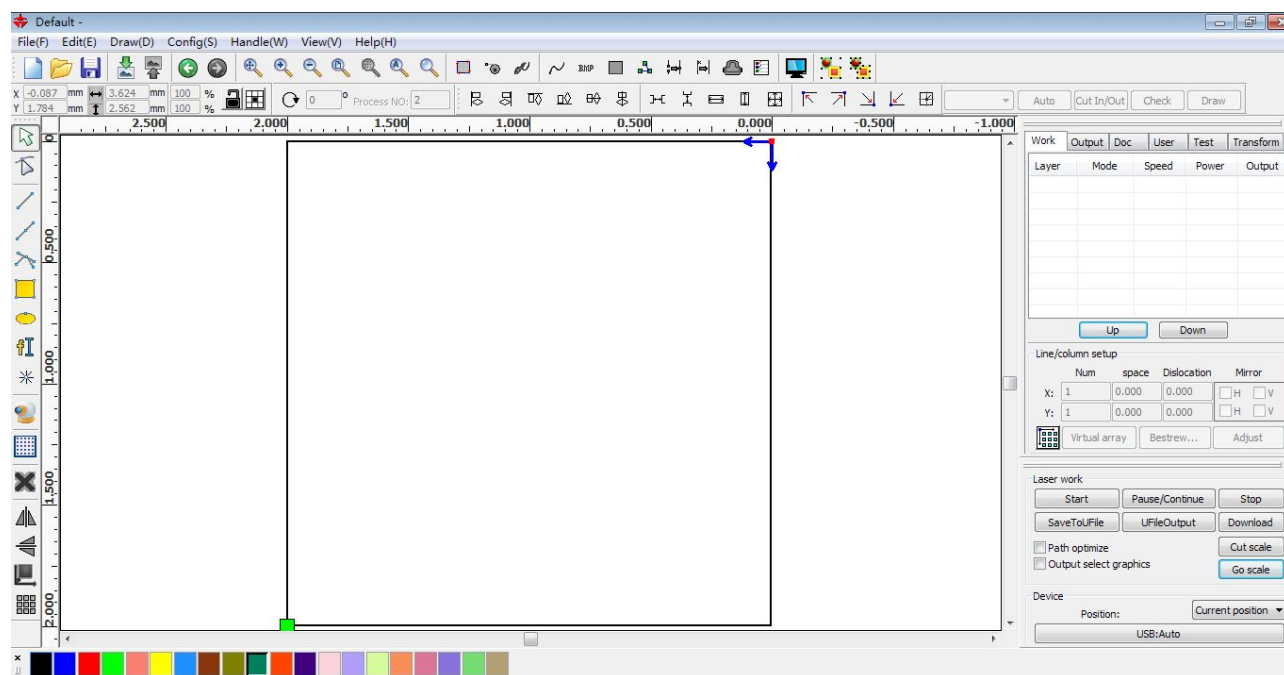 Default -
File(F) Edit(E) Draw(D) Config(S) Handle(W) View(V) Help(H)
BMP
X -0.087 mm 3.624 mm 100 %
Y 1.784 mm 2.562 mm 100 %
0 ° Process NO: 2
Auto Cut In/Out Check Draw
2.500 2.000 1.500 1.000 0.500 0.000 -0.500 -1.000
0
0.500
1.000
1.500
2.000
Work Output Doc User Test Transform
Layer Mode Speed Power Output
Up Down
Line/column setup
Num space Dislocation Mirror
X: 1 0.000 0.000 H V
Y: 1 0.000 0.000 H V
Virtual array Bestrew... Adjust
Laser work
Start Pause/Continue Stop
SaveToUFile UFileOutput Download
Path optimize Cut scale
Output select graphics Go scale
Device
Position: Current position
USB:Auto